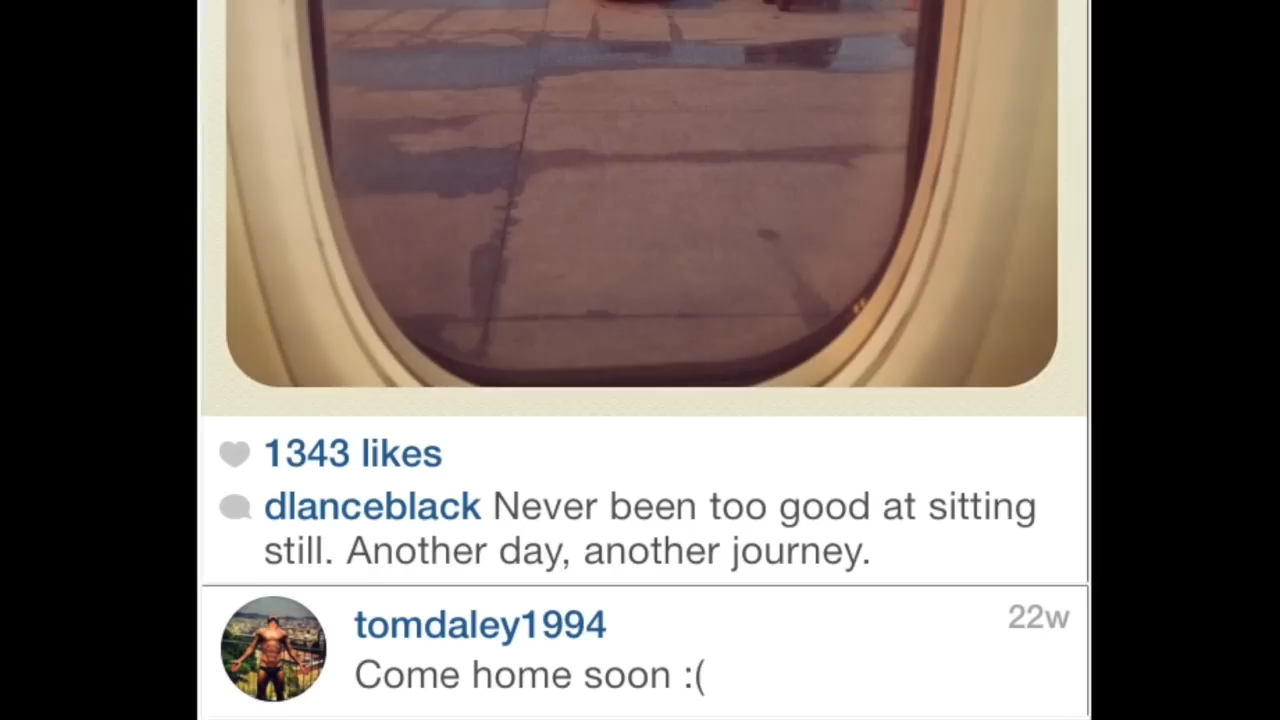 1343 likes
dlanceblack Never been too good at sitting
still. Another day, another journey.
tomdaley1994 22w
Come home soon :(